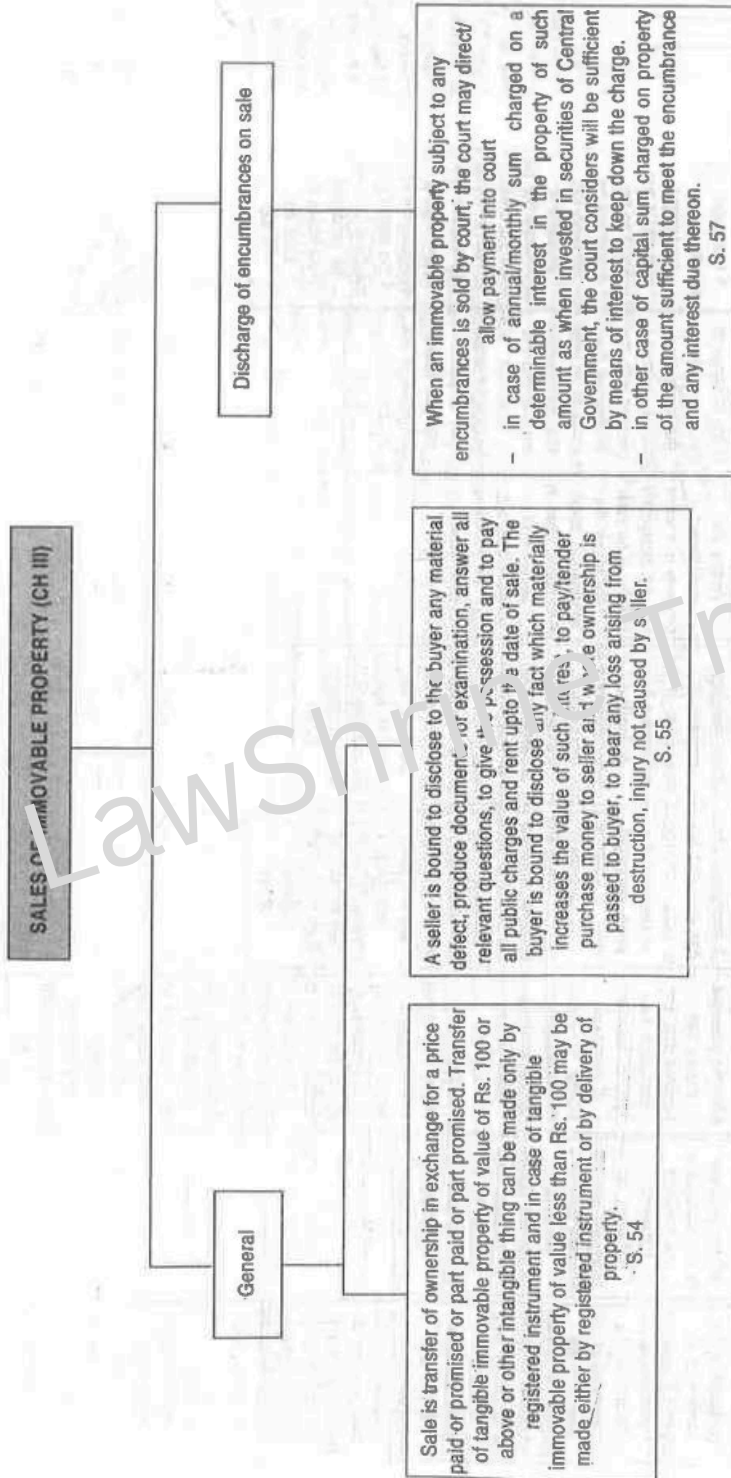 SALES OF IMMOVABLE PROPERTY (CH III)
General
Discharge of encumbrances on sale
Sale is transfer of ownership in exchange for a price
paid or promised or part paid or part promised. Transfer
of tangible immovable property of value of Rs. 100 or
above or other intangible thing can be made only by
registered instrument and in case of tangible
immovable property of value less than Rs. 100 may be
made either by registered instrument or by delivery of
property.
S. 54
A seller is bound to disclose to the buyer any material
defect, produce documents for examination, answer all
relevant questions, to give the possession and to pay
all public charges and rent upto the date of sale. The
buyer is bound to disclose any fact which materially
increases the value of such interest, to pay/tender
purchase money to seller and where ownership is
passed to buyer, to bear any loss arising from
destruction, injury not caused by seller.
S. 55
When an immovable property subject to any
encumbrances is sold by court, the court may direct/
allow payment into court
– in case of annual/monthly sum charged on a
determinable interest in the property of such
amount as when invested in securities of Central
Government, the court considers will be sufficient
by means of interest to keep down the charge.
– in other case of capital sum charged on property
of the amount sufficient to meet the encumbrance
and any interest due thereon.
S. 57
LawShrine Tr